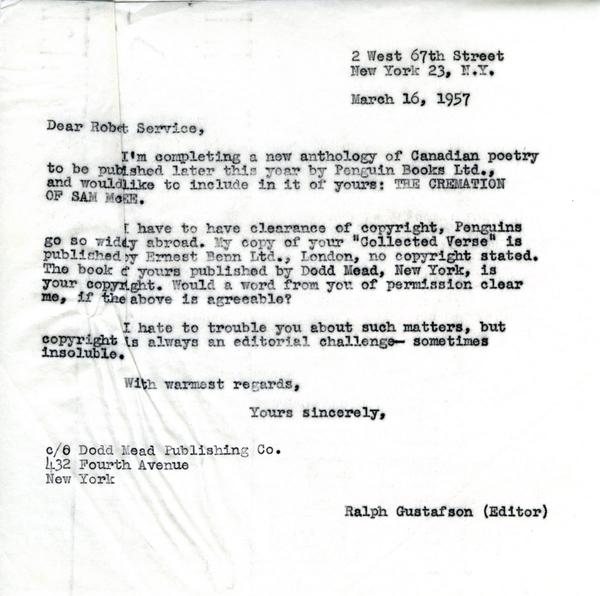 2 West 67th Street
New York 23, N.Y.
March 16, 1957
Dear Robet Service,
I'm completing a new anthology of Canadian poetry
to be pubished later this year by Penguin Books Ltd.,
and would like to include in it of yours: THE CREMATION
OF SAM McEE.
I have to have clearance of copyright, Penguins
go so widly abroad. My copy of your "Collected Verse" is
published by Ernest Benn Ltd., London, no copyright stated.
The book of yours published by Dodd Mead, New York, is
your copyright. Would a word from you of permission clear
me, if the above is agreeable?
I hate to trouble you about such matters, but
copyright is always an editorial challenge— sometimes
insoluble.
With warmest regards,
Yours sincerely,
c/o Dodd Mead Publishing Co.
432 Fourth Avenue
New York
Ralph Gustafson (Editor)